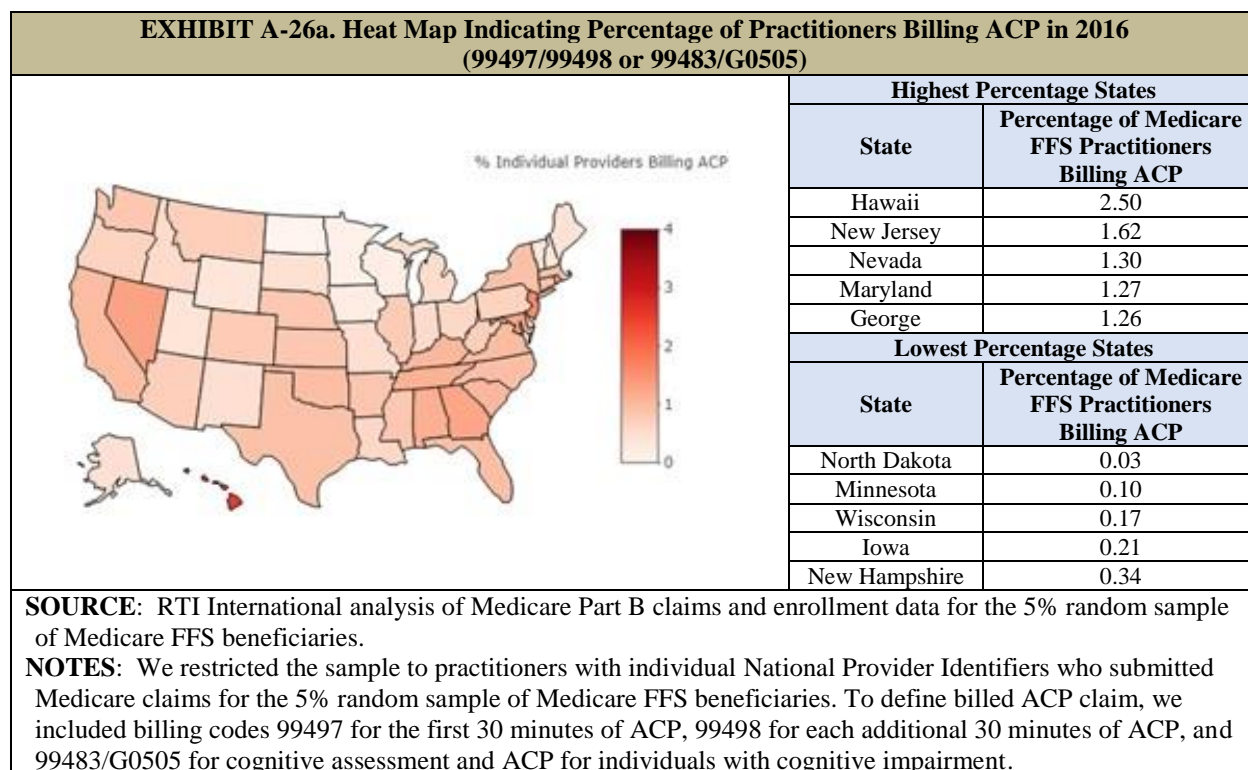 EXHIBIT A-26a. Heat Map Indicating Percentage of Practitioners Billing ACP in 2016
(99497/99498 or 99483/G0505)
% Individual Providers Billing ACP
4
3
2
1
0
Highest Percentage States
State
Percentage of Medicare
FFS Practitioners
Billing ACP
Hawaii 2.50
New Jersey 1.62
Nevada 1.30
Maryland 1.27
George 1.26
Lowest Percentage States
State
Percentage of Medicare
FFS Practitioners
Billing ACP
North Dakota 0.03
Minnesota 0.10
Wisconsin 0.17
Iowa 0.21
New Hampshire 0.34
SOURCE: RTI International analysis of Medicare Part B claims and enrollment data for the 5% random sample
of Medicare FFS beneficiaries.
NOTES: We restricted the sample to practitioners with individual National Provider Identifiers who submitted
Medicare claims for the 5% random sample of Medicare FFS beneficiaries. To define billed ACP claim, we
included billing codes 99497 for the first 30 minutes of ACP, 99498 for each additional 30 minutes of ACP, and
99483/G0505 for cognitive assessment and ACP for individuals with cognitive impairment.